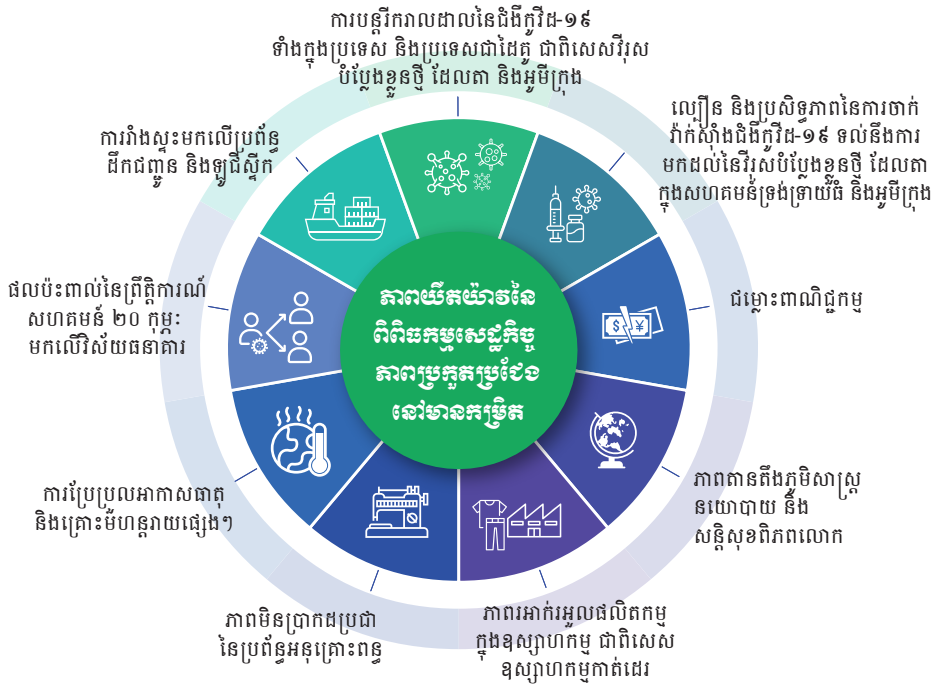 ការបន្តរីករាលដាលនៃជំងឺកូវីដ-១៩
ទាំងក្នុងប្រទេស និងប្រទេសជាដៃគូ ជាពិសេសវីរុស
បំប្លែងខ្លួនថ្មី ដែលតា និងអូមីក្រុង
ល្បឿន និងប្រសិទ្ធភាពនៃការចាក់
វ៉ាក់សាំងជំងឺកូវីដ-១៩ ទល់នឹងការ
មកដល់នៃវីរុសបំប្លែងខ្លួនថ្មី ដែលតា
ក្នុងសហគមន៍ទ្រង់ទ្រាយធំ និងអូមីក្រុង
ជម្លោះពាណិជ្ជកម្ម
ភាពតានតឹងភូមិសាស្ត្រ
នយោបាយ និង
សន្តិសុខពិភពលោក
ភាពរអាក់រអួលផលិតកម្ម
ក្នុងឧស្សាហកម្ម ជាពិសេស
ឧស្សាហកម្មកាត់ដេរ
ភាពមិនប្រាកដប្រជា
នៃប្រព័ន្ធអនុគ្រោះពន្ធ
ការប្រែប្រួលអាកាសធាតុ
និងគ្រោះមហន្តរាយផ្សេងៗ
ផលប៉ះពាល់នៃព្រឹត្តិការណ៍
សហគមន៍ ២០ កុម្ភៈ
មកលើវិស័យធនាគារ
ការរាំងស្ទះមកលើប្រព័ន្ធ
ដឹកជញ្ជូន និងឡូជីស្ទីក
ភាពយឺតយ៉ាវនៃ
ពិពិធកម្មសេដ្ឋកិច្ច
ភាពប្រកួតប្រជែង
នៅមានកម្រិត
$ ¥